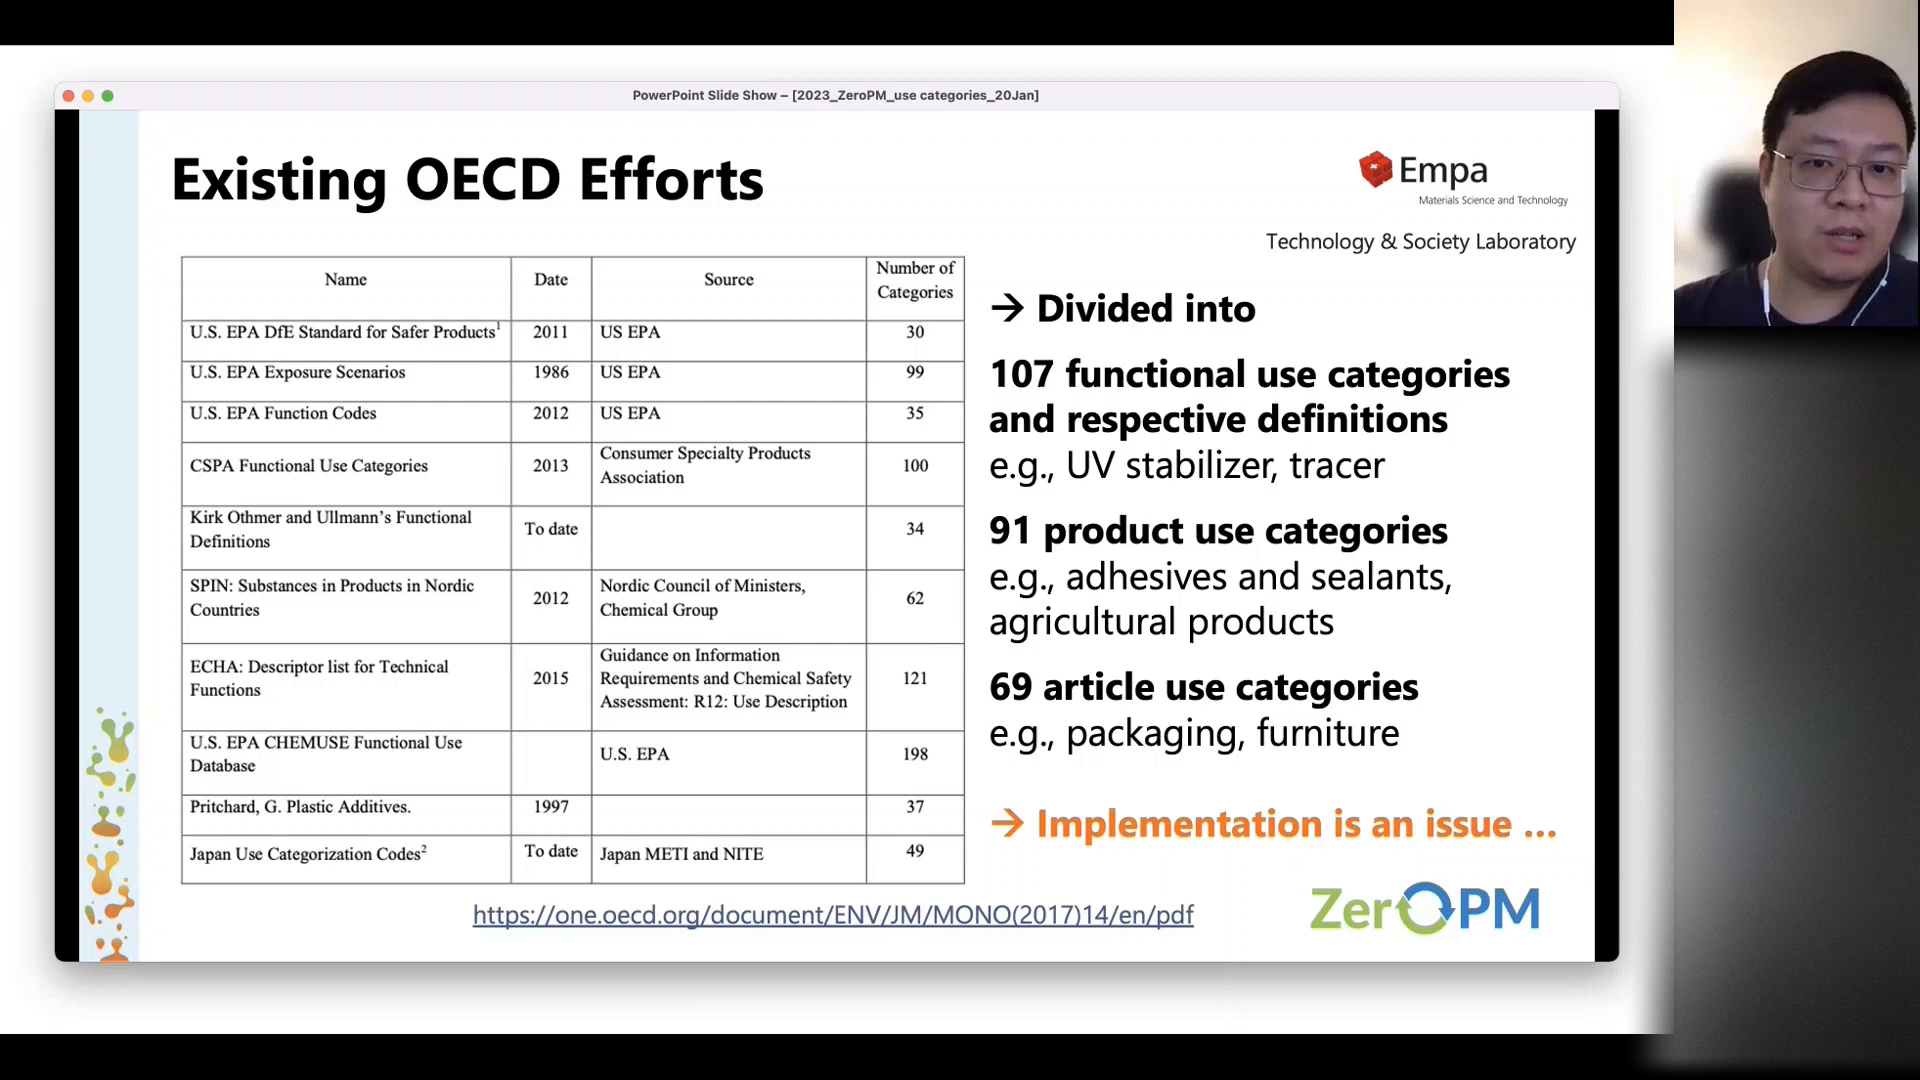 PowerPoint Slide Show – [2023_ZeroPM_use categories_20Jan]
Existing OECD Efforts
Empa
Materials Science and Technology
Technology & Society Laboratory
Name Date Source Number of
Categories
U.S. EPA DfE Standard for Safer Products¹ 2011 US EPA 30
U.S. EPA Exposure Scenarios 1986 US EPA 99
U.S. EPA Function Codes 2012 US EPA 35
CSPA Functional Use Categories 2013 Consumer Specialty Products
Association 100
Kirk Othmer and Ullmann’s Functional
Definitions To date 34
SPIN: Substances in Products in Nordic
Countries 2012 Nordic Council of Ministers,
Chemical Group 62
ECHA: Descriptor list for Technical
Functions 2015 Guidance on Information
Requirements and Chemical Safety
Assessment: R12: Use Description 121
U.S. EPA CHEMUSE Functional Use
Database U.S. EPA 198
Pritchard, G. Plastic Additives. 1997 37
Japan Use Categorization Codes² To date Japan METI and NITE 49
→ Divided into
107 functional use categories
and respective definitions
e.g., UV stabilizer, tracer
91 product use categories
e.g., adhesives and sealants,
agricultural products
69 article use categories
e.g., packaging, furniture
→ Implementation is an issue ...
https://one.oecd.org/document/ENV/JM/MONO(2017)14/en/pdf
ZeroPM